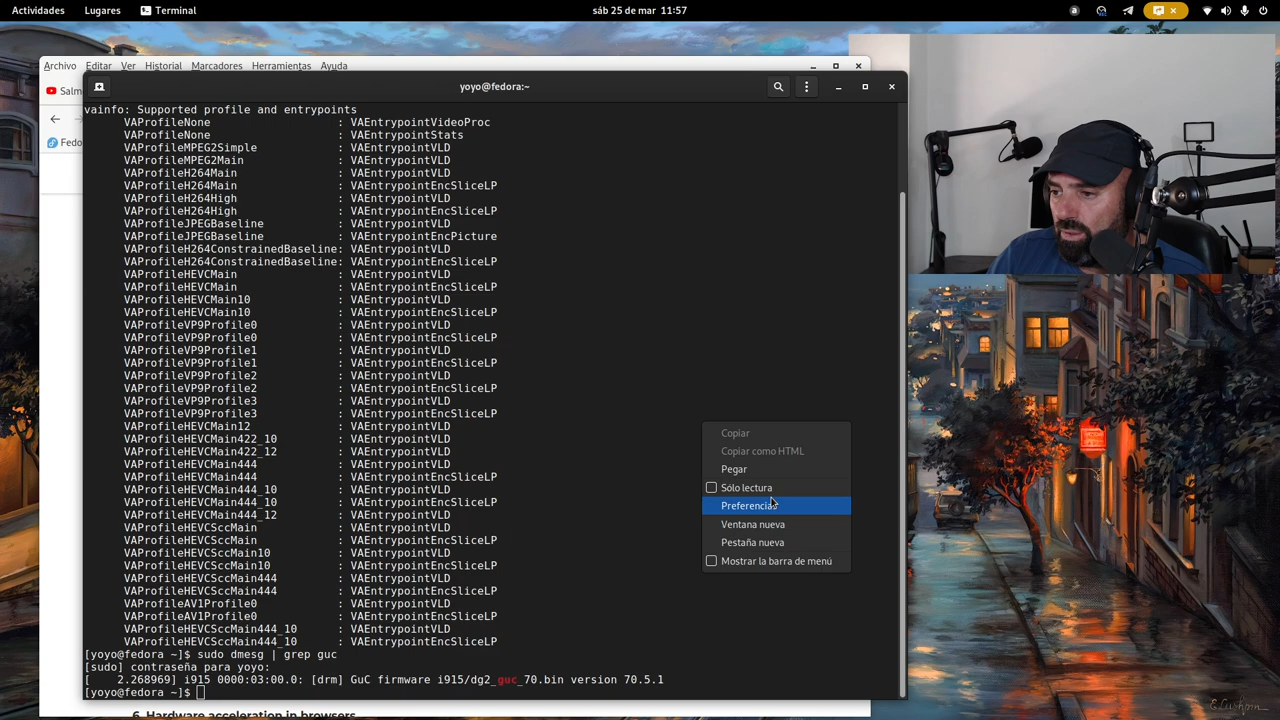 Actividades Lugares Terminal sáb 25 de mar 11:57
Archivo Editar Ver Historial Marcadores Herramientas Ayuda
Salm
yoyo@fedora:~
Fedo
vainfo: Supported profile and entrypoints
VAProfileNone : VAEntrypointVideoProc
VAProfileNone : VAEntrypointStats
VAProfileMPEG2Simple : VAEntrypointVLD
VAProfileMPEG2Main : VAEntrypointVLD
VAProfileH264Main : VAEntrypointVLD
VAProfileH264Main : VAEntrypointEncSliceLP
VAProfileH264High : VAEntrypointVLD
VAProfileH264High : VAEntrypointEncSliceLP
VAProfileJPEGBaseline : VAEntrypointVLD
VAProfileJPEGBaseline : VAEntrypointEncPicture
VAProfileH264ConstrainedBaseline: VAEntrypointVLD
VAProfileH264ConstrainedBaseline: VAEntrypointEncSliceLP
VAProfileHEVCMain : VAEntrypointVLD
VAProfileHEVCMain : VAEntrypointEncSliceLP
VAProfileHEVCMain10 : VAEntrypointVLD
VAProfileHEVCMain10 : VAEntrypointEncSliceLP
VAProfileVP9Profile0 : VAEntrypointVLD
VAProfileVP9Profile0 : VAEntrypointEncSliceLP
VAProfileVP9Profile1 : VAEntrypointVLD
VAProfileVP9Profile1 : VAEntrypointEncSliceLP
VAProfileVP9Profile2 : VAEntrypointVLD
VAProfileVP9Profile2 : VAEntrypointEncSliceLP
VAProfileVP9Profile3 : VAEntrypointVLD
VAProfileVP9Profile3 : VAEntrypointEncSliceLP
VAProfileHEVCMain12 : VAEntrypointVLD
VAProfileHEVCMain422_10 : VAEntrypointVLD
VAProfileHEVCMain422_12 : VAEntrypointVLD
VAProfileHEVCMain444 : VAEntrypointVLD
VAProfileHEVCMain444 : VAEntrypointEncSliceLP
VAProfileHEVCMain444_10 : VAEntrypointVLD
VAProfileHEVCMain444_10 : VAEntrypointEncSliceLP
VAProfileHEVCMain444_12 : VAEntrypointVLD
VAProfileHEVCSccMain : VAEntrypointVLD
VAProfileHEVCSccMain : VAEntrypointEncSliceLP
VAProfileHEVCSccMain10 : VAEntrypointVLD
VAProfileHEVCSccMain10 : VAEntrypointEncSliceLP
VAProfileHEVCSccMain444 : VAEntrypointVLD
VAProfileHEVCSccMain444 : VAEntrypointEncSliceLP
VAProfileAV1Profile0 : VAEntrypointVLD
VAProfileAV1Profile0 : VAEntrypointEncSliceLP
VAProfileHEVCSccMain444_10 : VAEntrypointVLD
VAProfileHEVCSccMain444_10 : VAEntrypointEncSliceLP
[yoyo@fedora ~]$ sudo dmesg | grep guc
[sudo] contraseña para yoyo:
[ 2.268969] i915 0000:03:00.0: [drm] GuC firmware i915/dg2_guc_70.bin version 70.5.1
[yoyo@fedora ~]$
Copiar
Copiar como HTML
Pegar
Sólo lectura
Preferencias
Ventana nueva
Pestaña nueva
Mostrar la barra de menú
6. Hardware acceleration in browsers